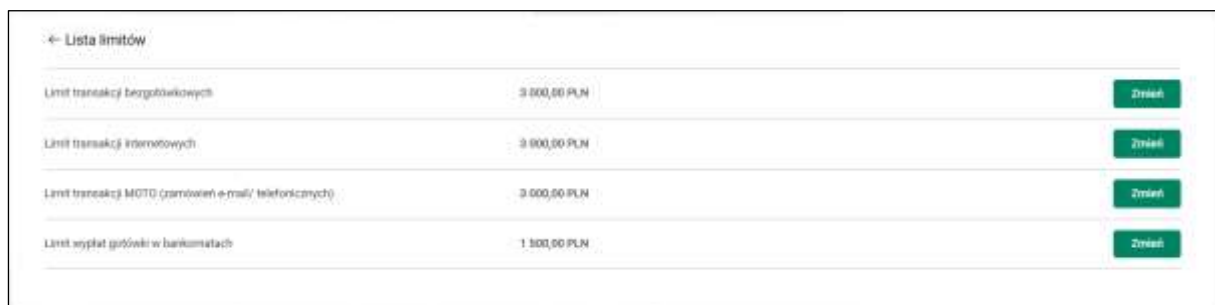 ← Lista limitów
Limit transakcji bezgotówkowych 3 000,00 PLN Zmień
Limit transakcji internetowych 3 000,00 PLN Zmień
Limit transakcji MOTO (zamówień e-mail/ telefonicznych) 3 000,00 PLN Zmień
Limit wypłat gotówki w bankomatach 1 500,00 PLN Zmień